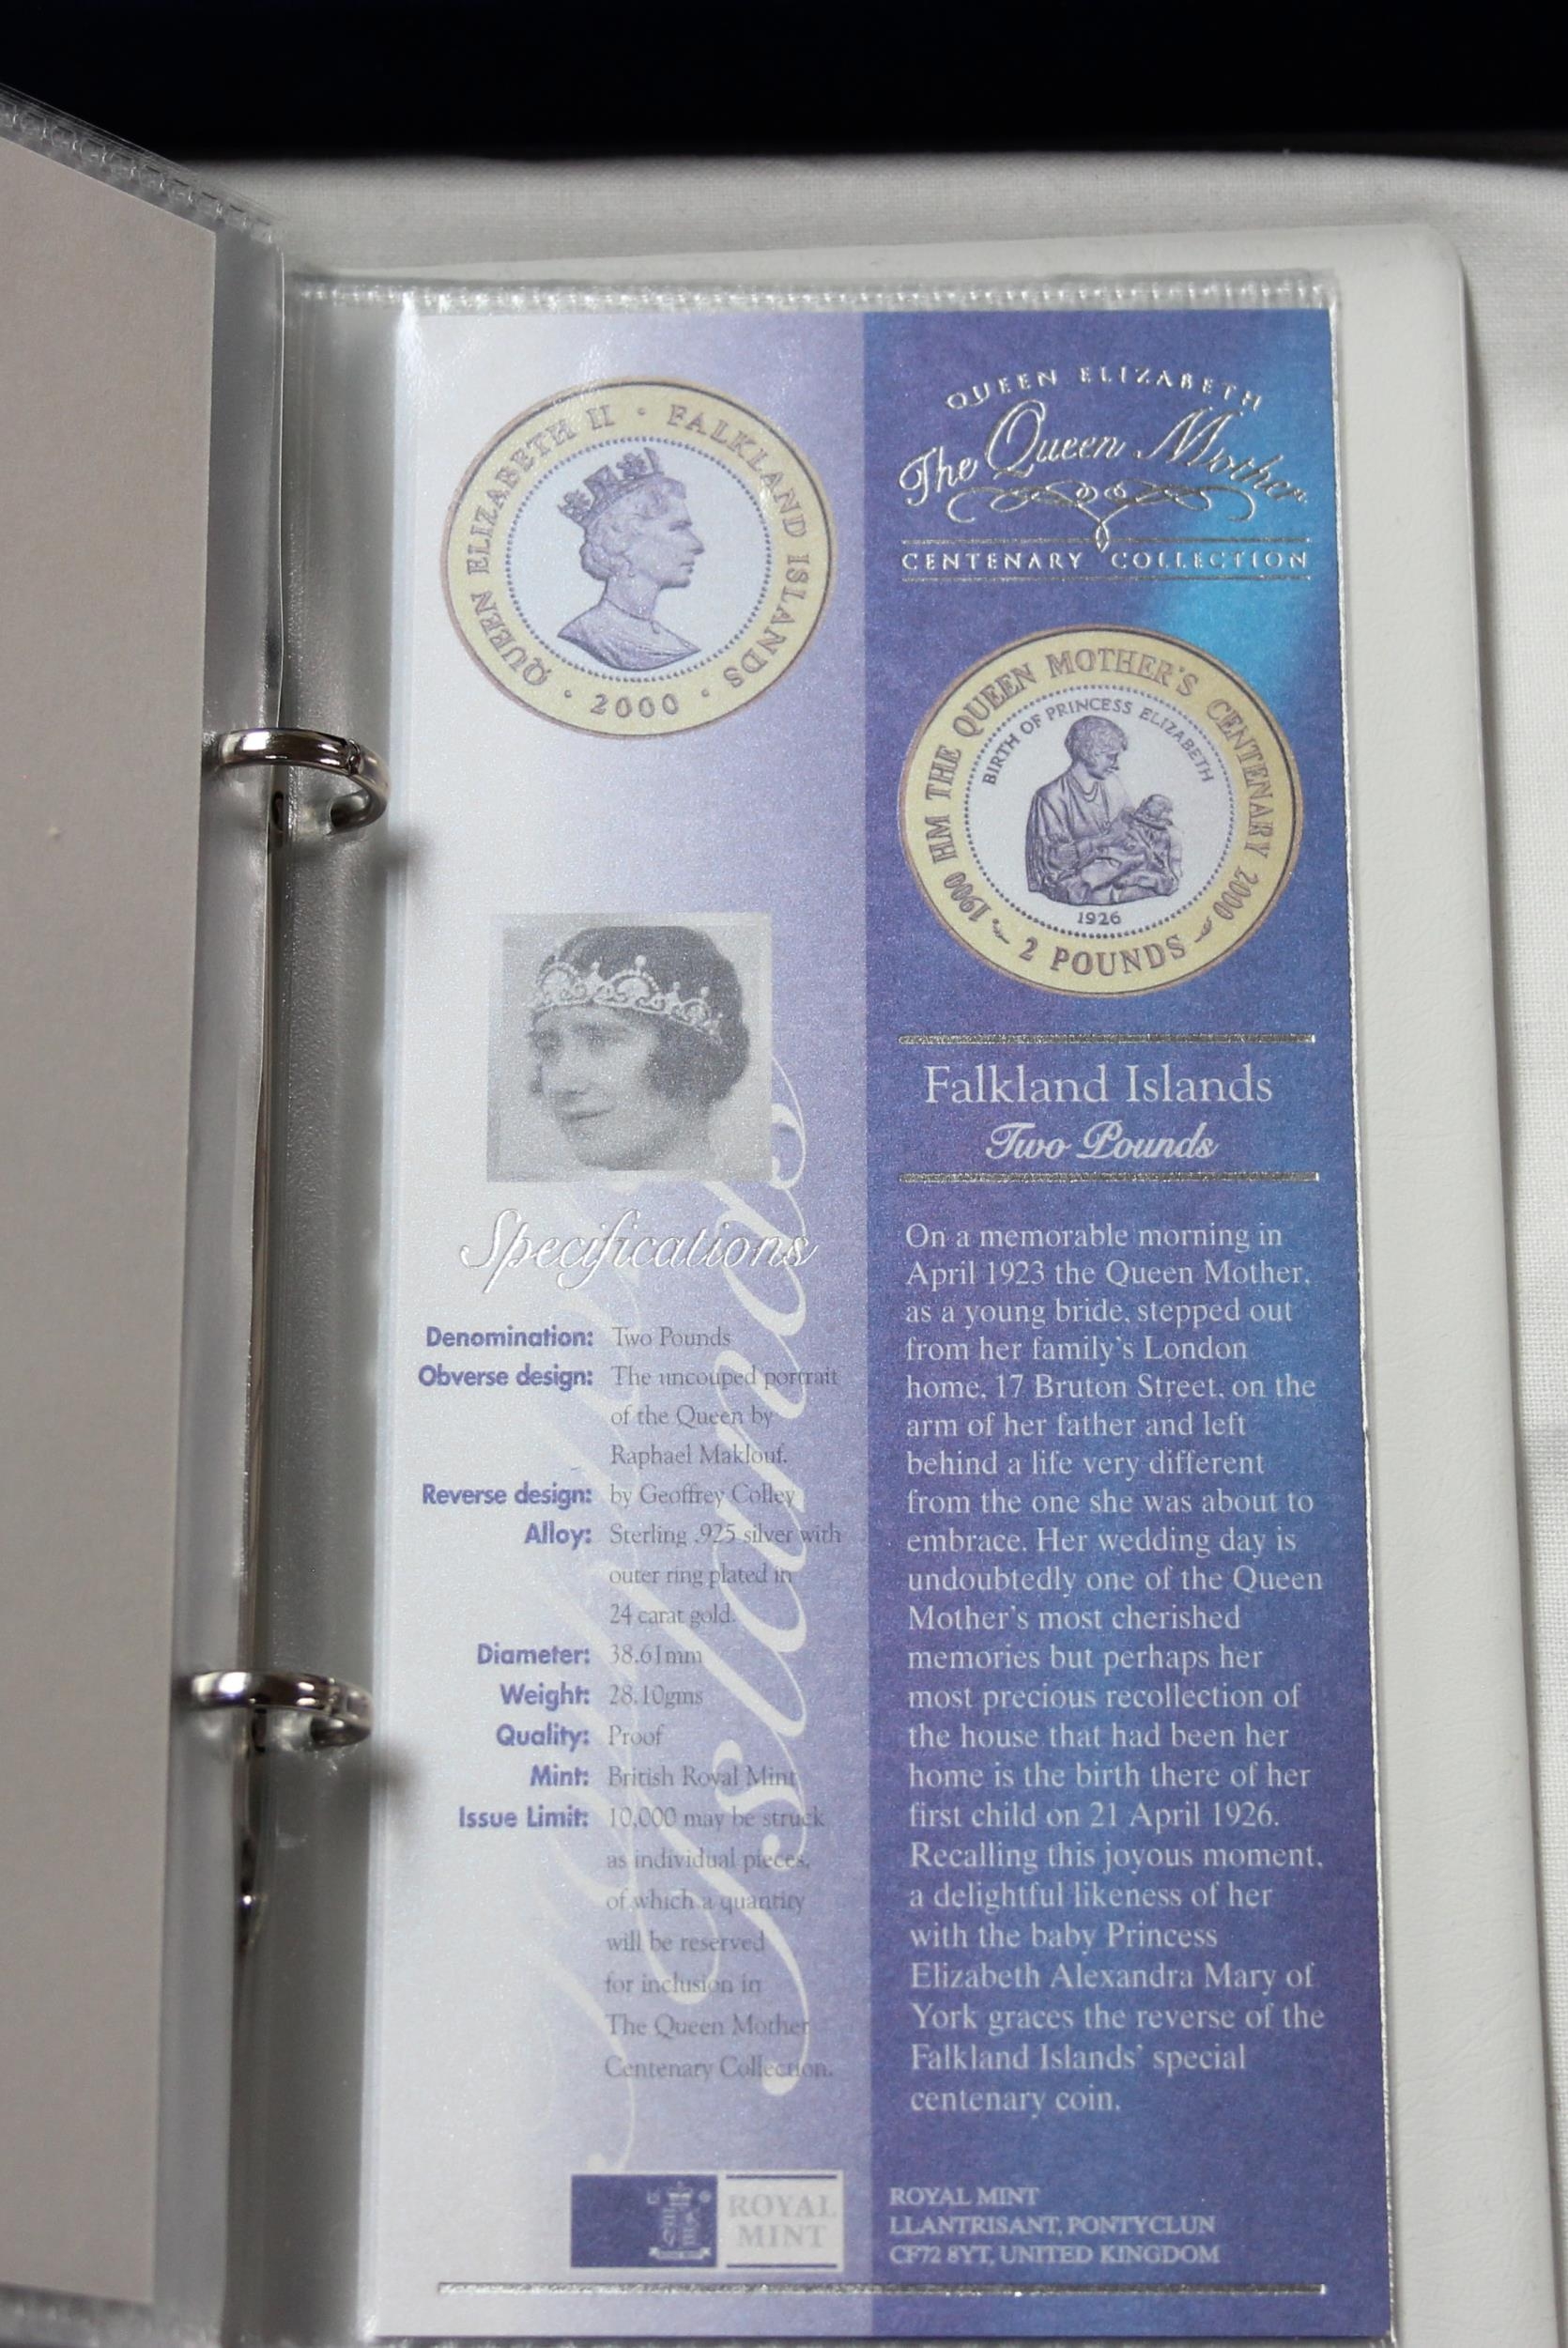 QUEEN ELIZABETH II · FALKLAND ISLANDS
· 2000 ·
Specifications
Denomination: Two Pounds
Obverse design: The uncouped portrait
of the Queen by
Raphael Maklouf.
Reverse design: by Geoffrey Colley
Alloy: Sterling .925 silver with
outer ring plated in
24 carat gold.
Diameter: 38.61mm
Weight: 28.10gms
Quality: Proof
Mint: British Royal Mint
Issue Limit: 10,000 may be struck
as individual pieces,
of which a quantity
will be reserved
for inclusion in
The Queen Mother
Centenary Collection.
Islands
ROYAL
MINT
QUEEN ELIZABETH
The Queen Mother
CENTENARY COLLECTION
1900 HM THE QUEEN MOTHER'S CENTENARY 2000
BIRTH OF PRINCESS ELIZABETH
1926
2 POUNDS
Falkland Islands
Two Pounds
On a memorable morning in
April 1923 the Queen Mother,
as a young bride, stepped out
from her family's London
home, 17 Bruton Street, on the
arm of her father and left
behind a life very different
from the one she was about to
embrace. Her wedding day is
undoubtedly one of the Queen
Mother's most cherished
memories but perhaps her
most precious recollection of
the house that had been her
home is the birth there of her
first child on 21 April 1926.
Recalling this joyous moment,
a delightful likeness of her
with the baby Princess
Elizabeth Alexandra Mary of
York graces the reverse of the
Falkland Islands' special
centenary coin.
ROYAL MINT
LLANTRISANT, PONTYCLUN
CF72 8YT, UNITED KINGDOM